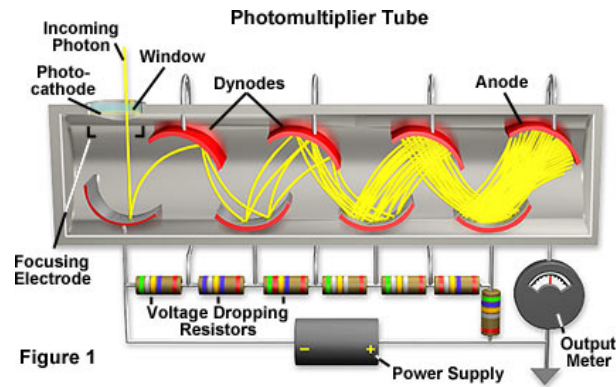 Photomultiplier Tube
Incoming
Photon
Window
Photo-
cathode
Dynodes
Anode
Focusing
Electrode
Voltage Dropping
Resistors
− +
Power Supply
Output
Meter
Figure 1